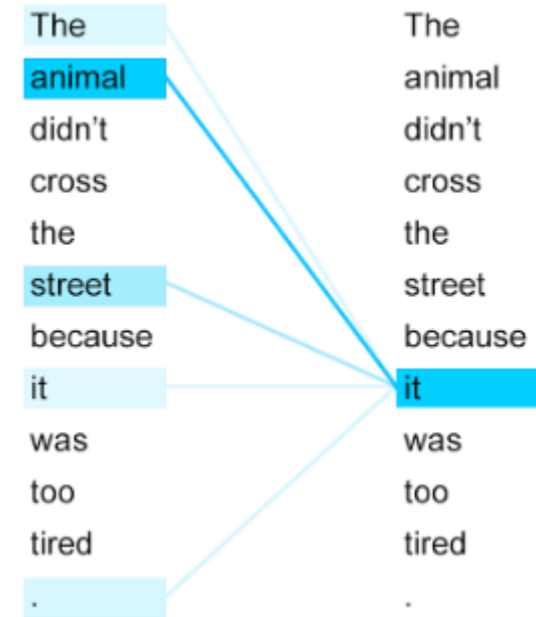 The The
animal animal
didn't didn't
cross cross
the the
street street
because because
it it
was was
too too
tired tired
. .